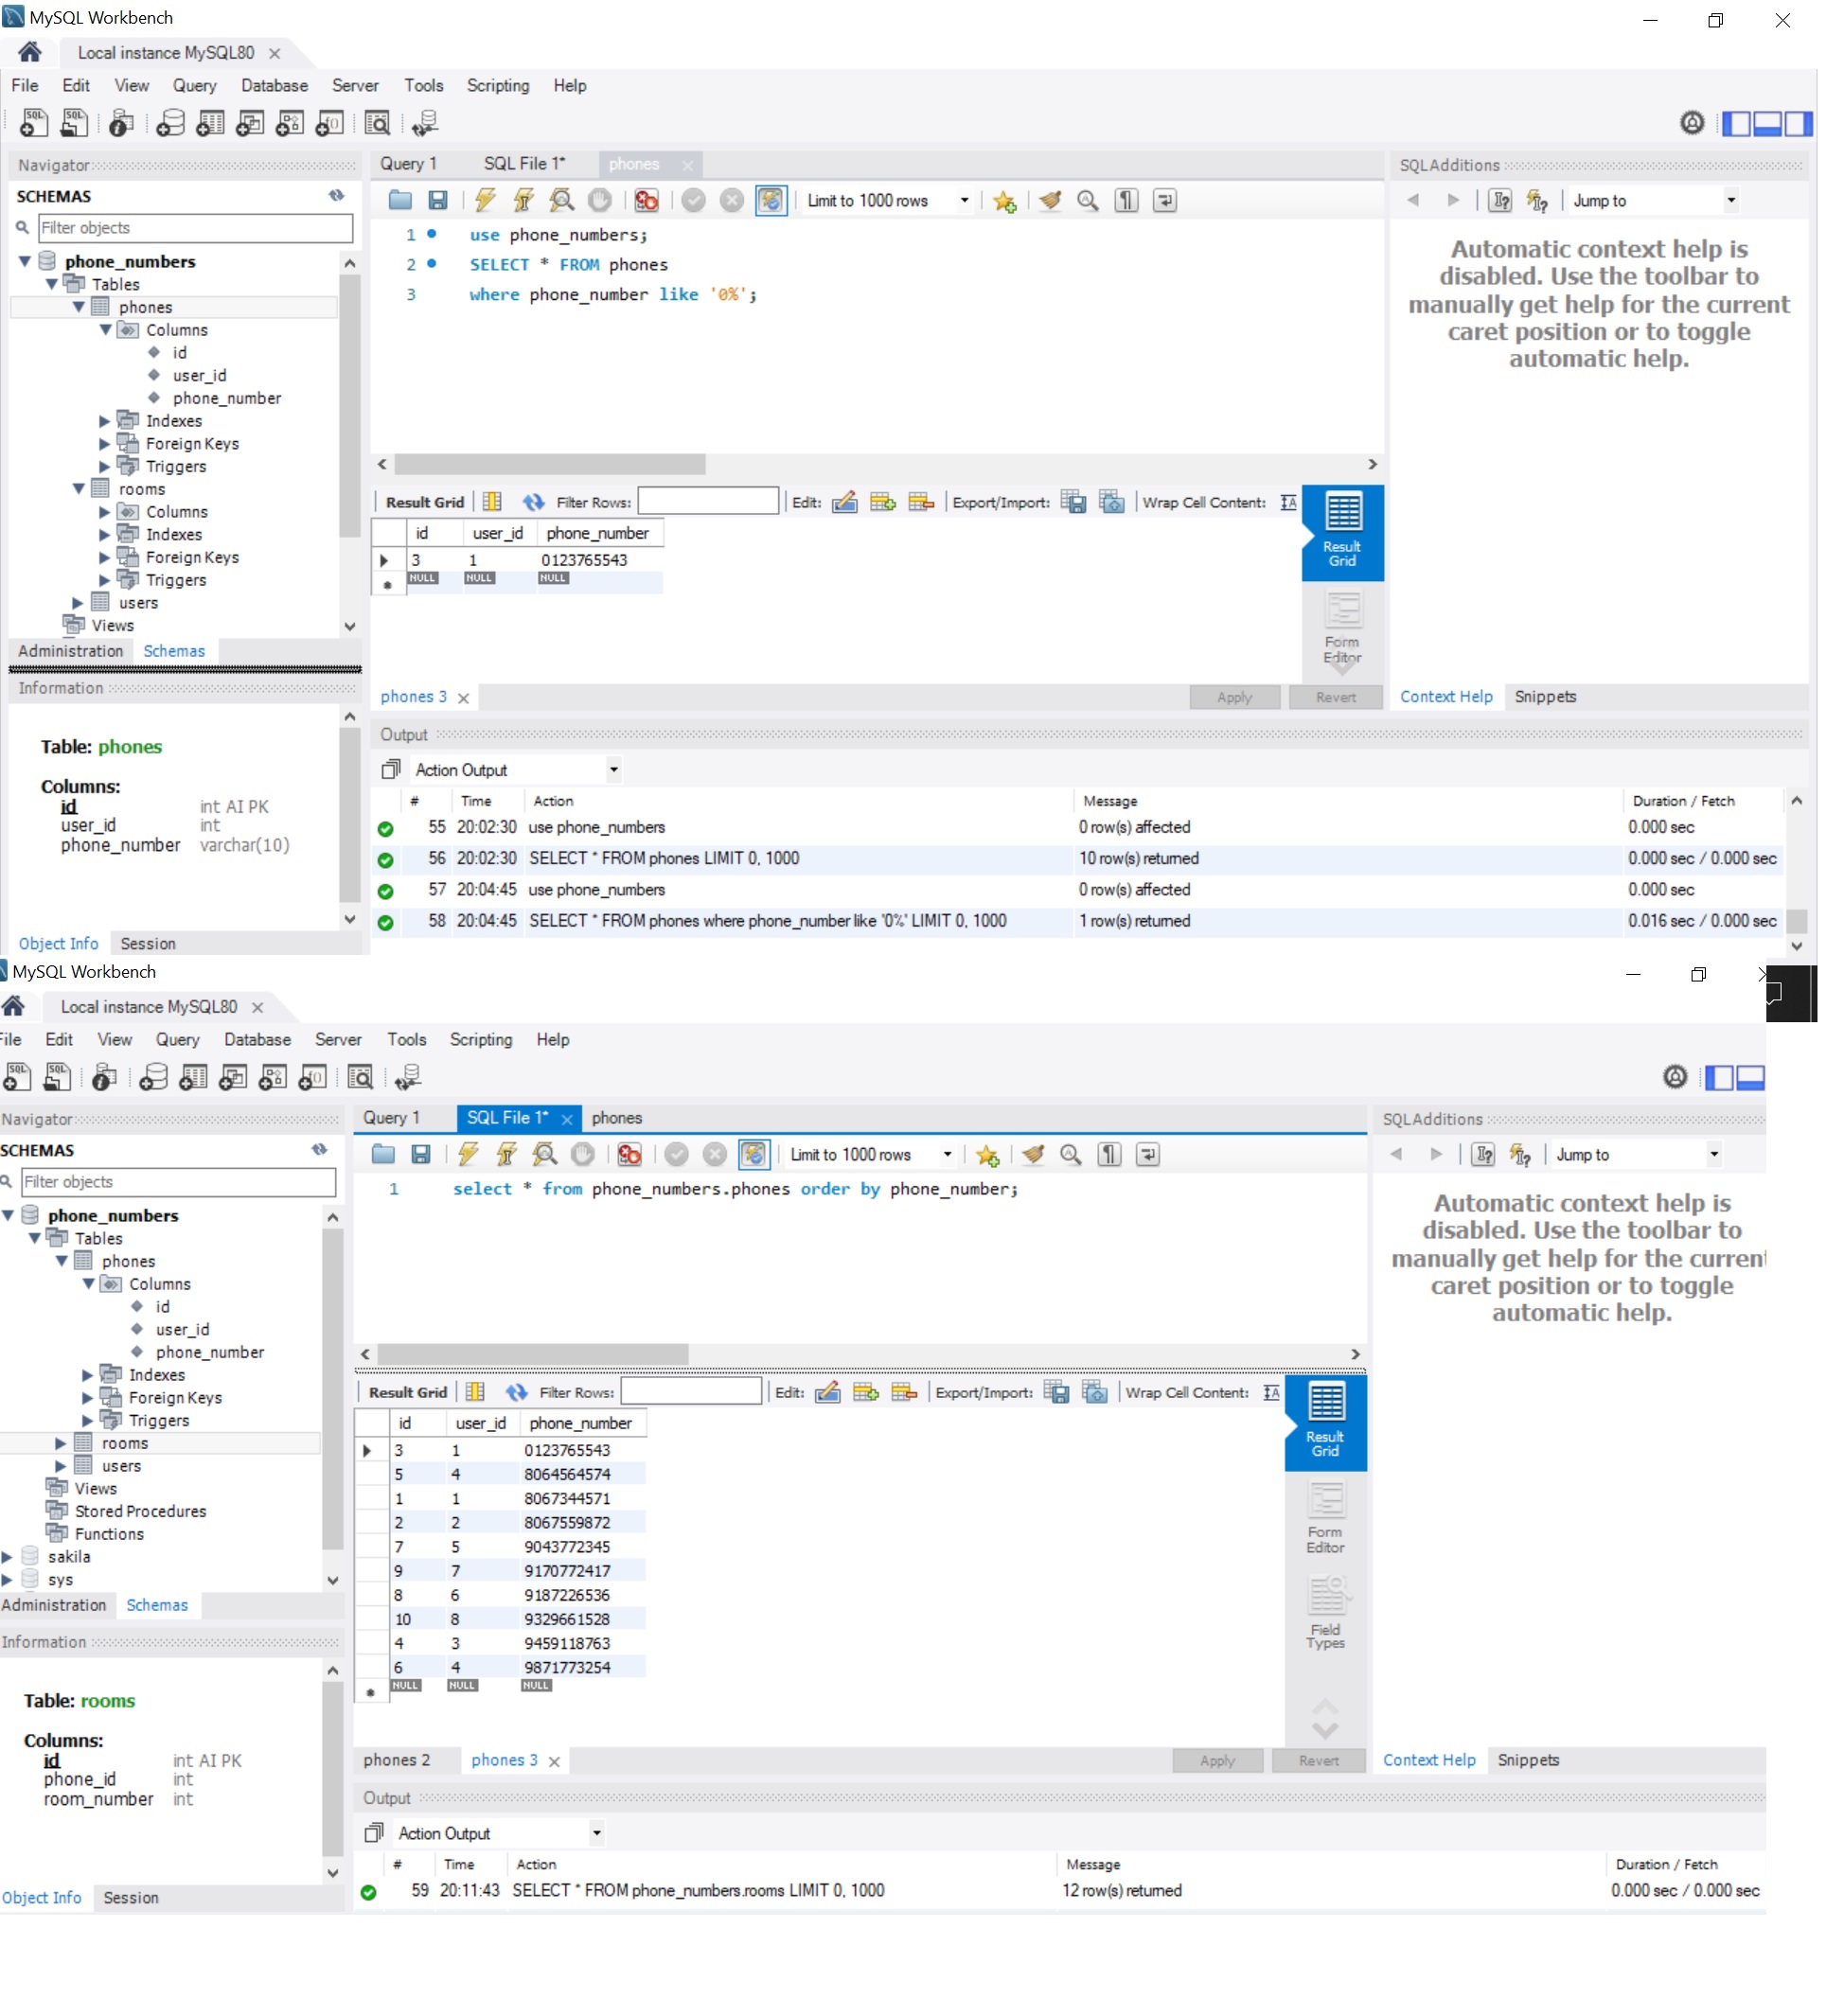 MySQL Workbench
Local instance MySQL80
File Edit View Query Database Server Tools Scripting Help
Navigator
SCHEMAS
Filter objects
phone_numbers
Tables
phones
Columns
id
user_id
phone_number
Indexes
Foreign Keys
Triggers
rooms
Columns
Indexes
Foreign Keys
Triggers
users
Views
Administration Schemas
Information
Table: phones
Columns:
id int AI PK
user_id int
phone_number varchar(10)
Object Info Session
Query 1 SQL File 1* phones
Limit to 1000 rows
1 use phone_numbers;
2 SELECT * FROM phones
3 where phone_number like '0%';
Result Grid Filter Rows: Edit: Export/Import: Wrap Cell Content:
id user_id phone_number
3 1 0123765543
NULL NULL NULL
Result Grid
Form Editor
phones 3 Apply Revert
SQLAdditions
Jump to
Automatic context help is
disabled. Use the toolbar to
manually get help for the current
caret position or to toggle
automatic help.
Context Help Snippets
Output
Action Output
# Time Action Message Duration / Fetch
55 20:02:30 use phone_numbers 0 row(s) affected 0.000 sec
56 20:02:30 SELECT * FROM phones LIMIT 0, 1000 10 row(s) returned 0.000 sec / 0.000 sec
57 20:04:45 use phone_numbers 0 row(s) affected 0.000 sec
58 20:04:45 SELECT * FROM phones where phone_number like '0%' LIMIT 0, 1000 1 row(s) returned 0.016 sec / 0.000 sec
MySQL Workbench
Local instance MySQL80
File Edit View Query Database Server Tools Scripting Help
Navigator
SCHEMAS
Filter objects
phone_numbers
Tables
phones
Columns
id
user_id
phone_number
Indexes
Foreign Keys
Triggers
rooms
users
Views
Stored Procedures
Functions
sakila
sys
Administration Schemas
Information
Table: rooms
Columns:
id int AI PK
phone_id int
room_number int
Object Info Session
Query 1 SQL File 1* phones
Limit to 1000 rows
1 select * from phone_numbers.phones order by phone_number;
Result Grid Filter Rows: Edit: Export/Import: Wrap Cell Content:
id user_id phone_number
3 1 0123765543
5 4 8064564574
1 1 8067344571
2 2 8067559872
7 5 9043772345
9 7 9170772417
8 6 9187226536
10 8 9329661528
4 3 9459118763
6 4 9871773254
NULL NULL NULL
Result Grid
Form Editor
Field Types
phones 2 phones 3 Apply Revert
SQLAdditions
Jump to
Automatic context help is
disabled. Use the toolbar to
manually get help for the current
caret position or to toggle
automatic help.
Context Help Snippets
Output
Action Output
# Time Action Message Duration / Fetch
59 20:11:43 SELECT * FROM phone_numbers.rooms LIMIT 0, 1000 12 row(s) returned 0.000 sec / 0.000 sec